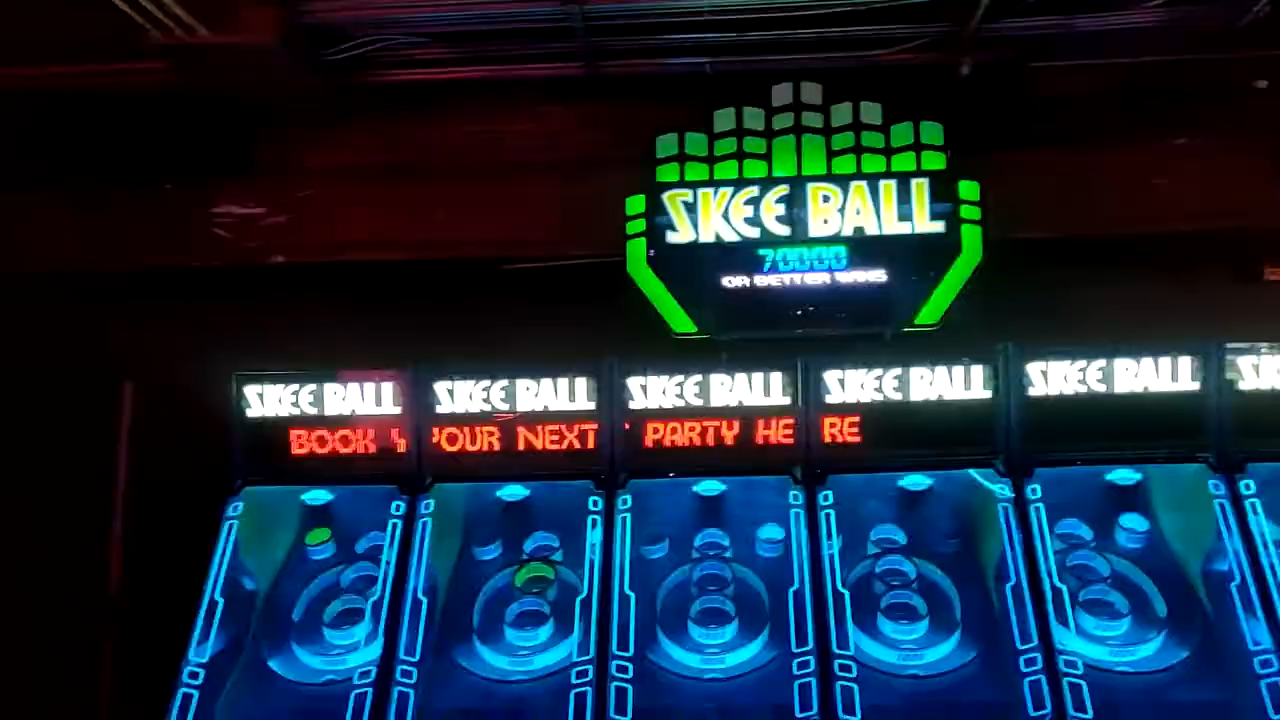 SKEE BALL
70000
OR BETTER WINS
SKEE BALL SKEE BALL SKEE BALL SKEE BALL SKEE BALL
BOOK YOUR NEXT PARTY HERE